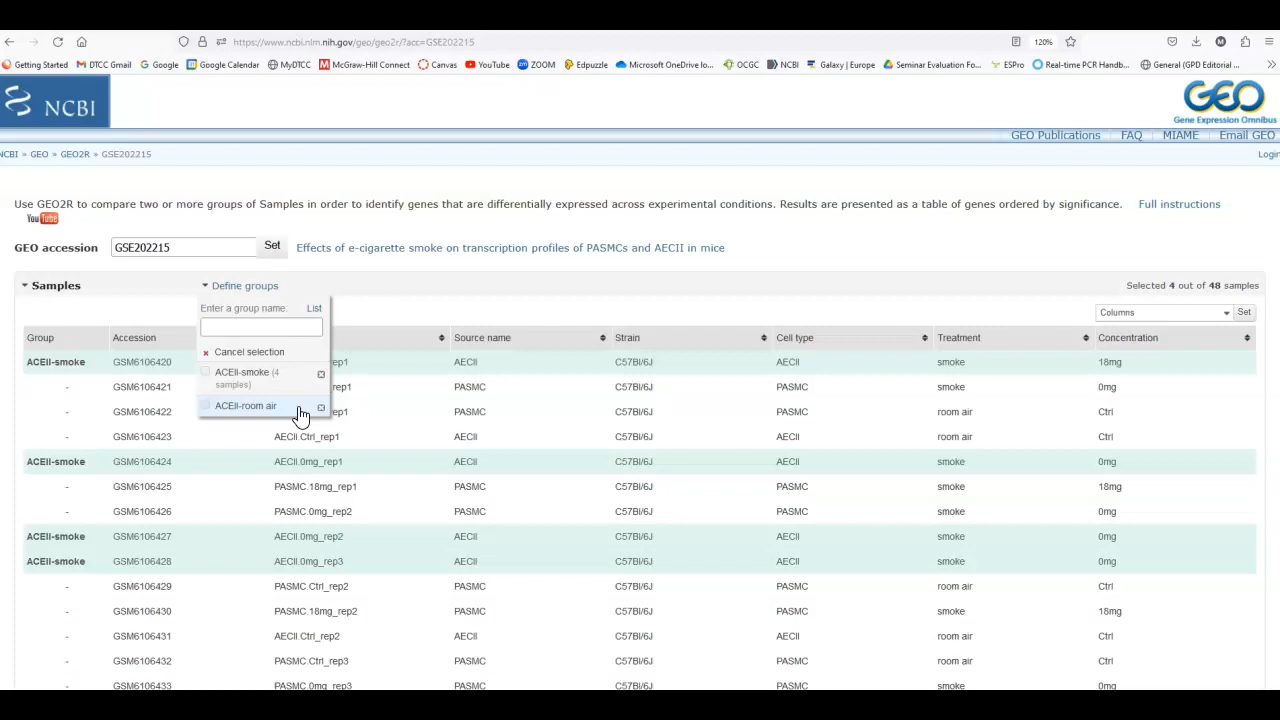 https://www.ncbi.nlm.nih.gov/geo/geo2r/?acc=GSE202215 120%
Getting Started DTCC Gmail Google Google Calendar MyDTCC McGraw-Hill Connect Canvas YouTube ZOOM Edpuzzle Microsoft OneDrive fo... OCGC NCBI Galaxy | Europe Seminar Evaluation Fo... ESPro Real-time PCR Handb... General (GPD Editorial ...
NCBI
GEO
Gene Expression Omnibus
GEO Publications FAQ MIAME Email GEO
NCBI » GEO » GEO2R » GSE202215 Login
Use GEO2R to compare two or more groups of Samples in order to identify genes that are differentially expressed across experimental conditions. Results are presented as a table of genes ordered by significance. Full instructions
YouTube
GEO accession GSE202215 Set Effects of e-cigarette smoke on transcription profiles of PASMCs and AECII in mice
Samples Define groups Selected 4 out of 48 samples
Enter a group name: List
Columns Set
Cancel selection
ACEII-smoke (4
samples)
ACEII-room air
Group Accession Source name Strain Cell type Treatment Concentration
ACEII-smoke GSM6106420 rep1 AECII C57Bl/6J AECII smoke 18mg
- GSM6106421 rep1 PASMC C57Bl/6J PASMC smoke 0mg
- GSM6106422 rep1 PASMC C57Bl/6J PASMC room air Ctrl
- GSM6106423 AECII.Ctrl_rep1 AECII C57Bl/6J AECII room air Ctrl
ACEII-smoke GSM6106424 AECII.0mg_rep1 AECII C57Bl/6J AECII smoke 0mg
- GSM6106425 PASMC.18mg_rep1 PASMC C57Bl/6J PASMC smoke 18mg
- GSM6106426 PASMC.0mg_rep2 PASMC C57Bl/6J PASMC smoke 0mg
ACEII-smoke GSM6106427 AECII.0mg_rep2 AECII C57Bl/6J AECII smoke 0mg
ACEII-smoke GSM6106428 AECII.0mg_rep3 AECII C57Bl/6J AECII smoke 0mg
- GSM6106429 PASMC.Ctrl_rep2 PASMC C57Bl/6J PASMC room air Ctrl
- GSM6106430 PASMC.18mg_rep2 PASMC C57Bl/6J PASMC smoke 18mg
- GSM6106431 AECII.Ctrl_rep2 AECII C57Bl/6J AECII room air Ctrl
- GSM6106432 PASMC.Ctrl_rep3 PASMC C57Bl/6J PASMC room air Ctrl
- GSM6106433 PASMC.0mg_rep3 PASMC C57Bl/6J PASMC smoke 0mg